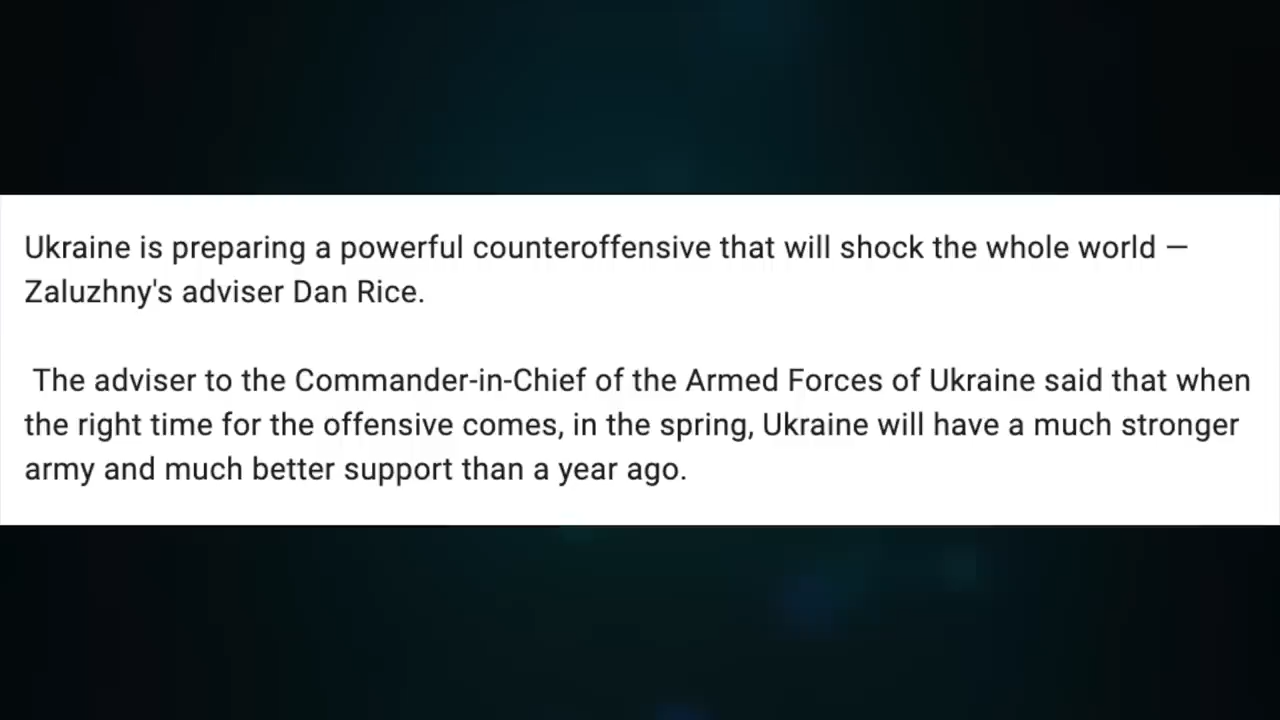 Ukraine is preparing a powerful counteroffensive that will shock the whole world —
Zaluzhny's adviser Dan Rice.
The adviser to the Commander-in-Chief of the Armed Forces of Ukraine said that when
the right time for the offensive comes, in the spring, Ukraine will have a much stronger
army and much better support than a year ago.